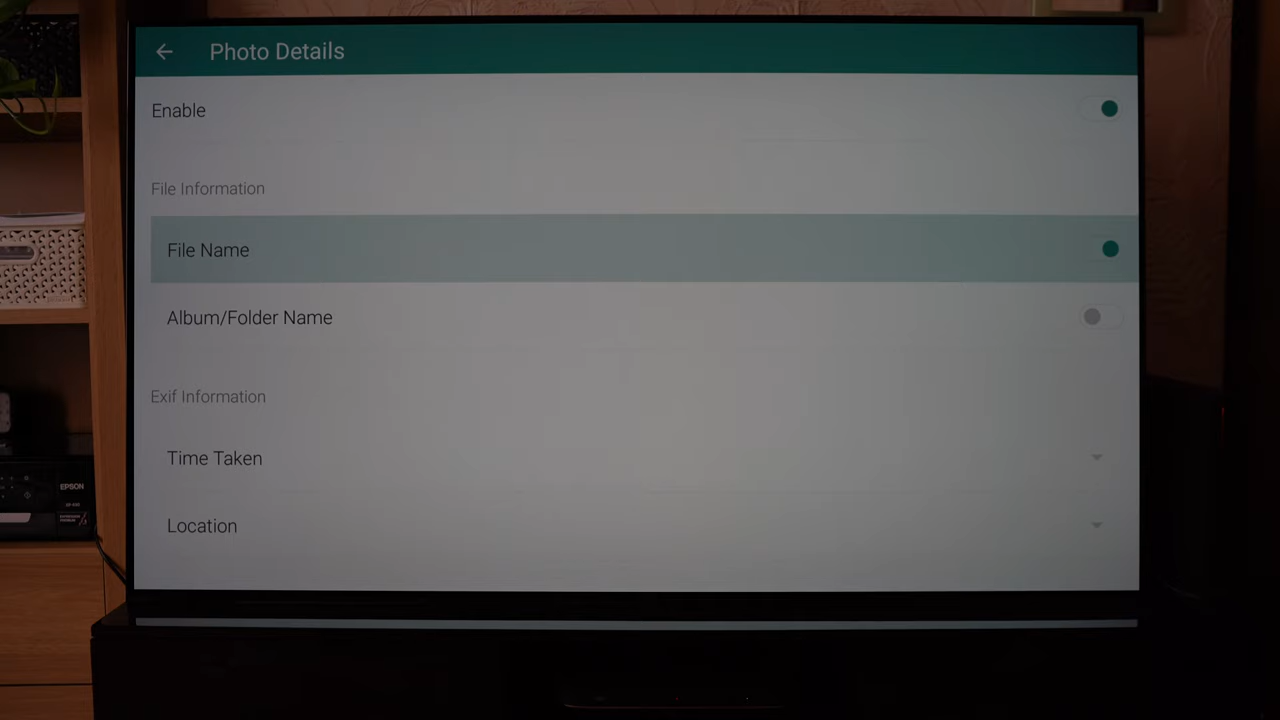 Photo Details
Enable
File Information
File Name
Album/Folder Name
Exif Information
Time Taken
Location
EPSON